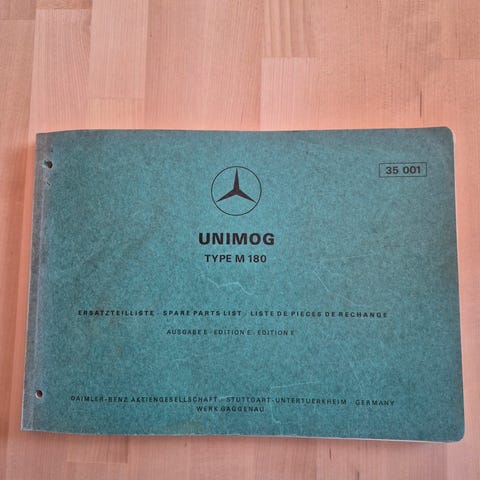 35 001
UNIMOG
TYPE M 180
ERSATZTEILLISTE - SPARE PARTS LIST - LISTE DE PIECES DE RECHANGE
AUSGABE E - EDITION E - EDITION E
DAIMLER-BENZ AKTIENGESELLSCHAFT - STUTTGART-UNTERTUERKHEIM - GERMANY
WERK GAGGENAU